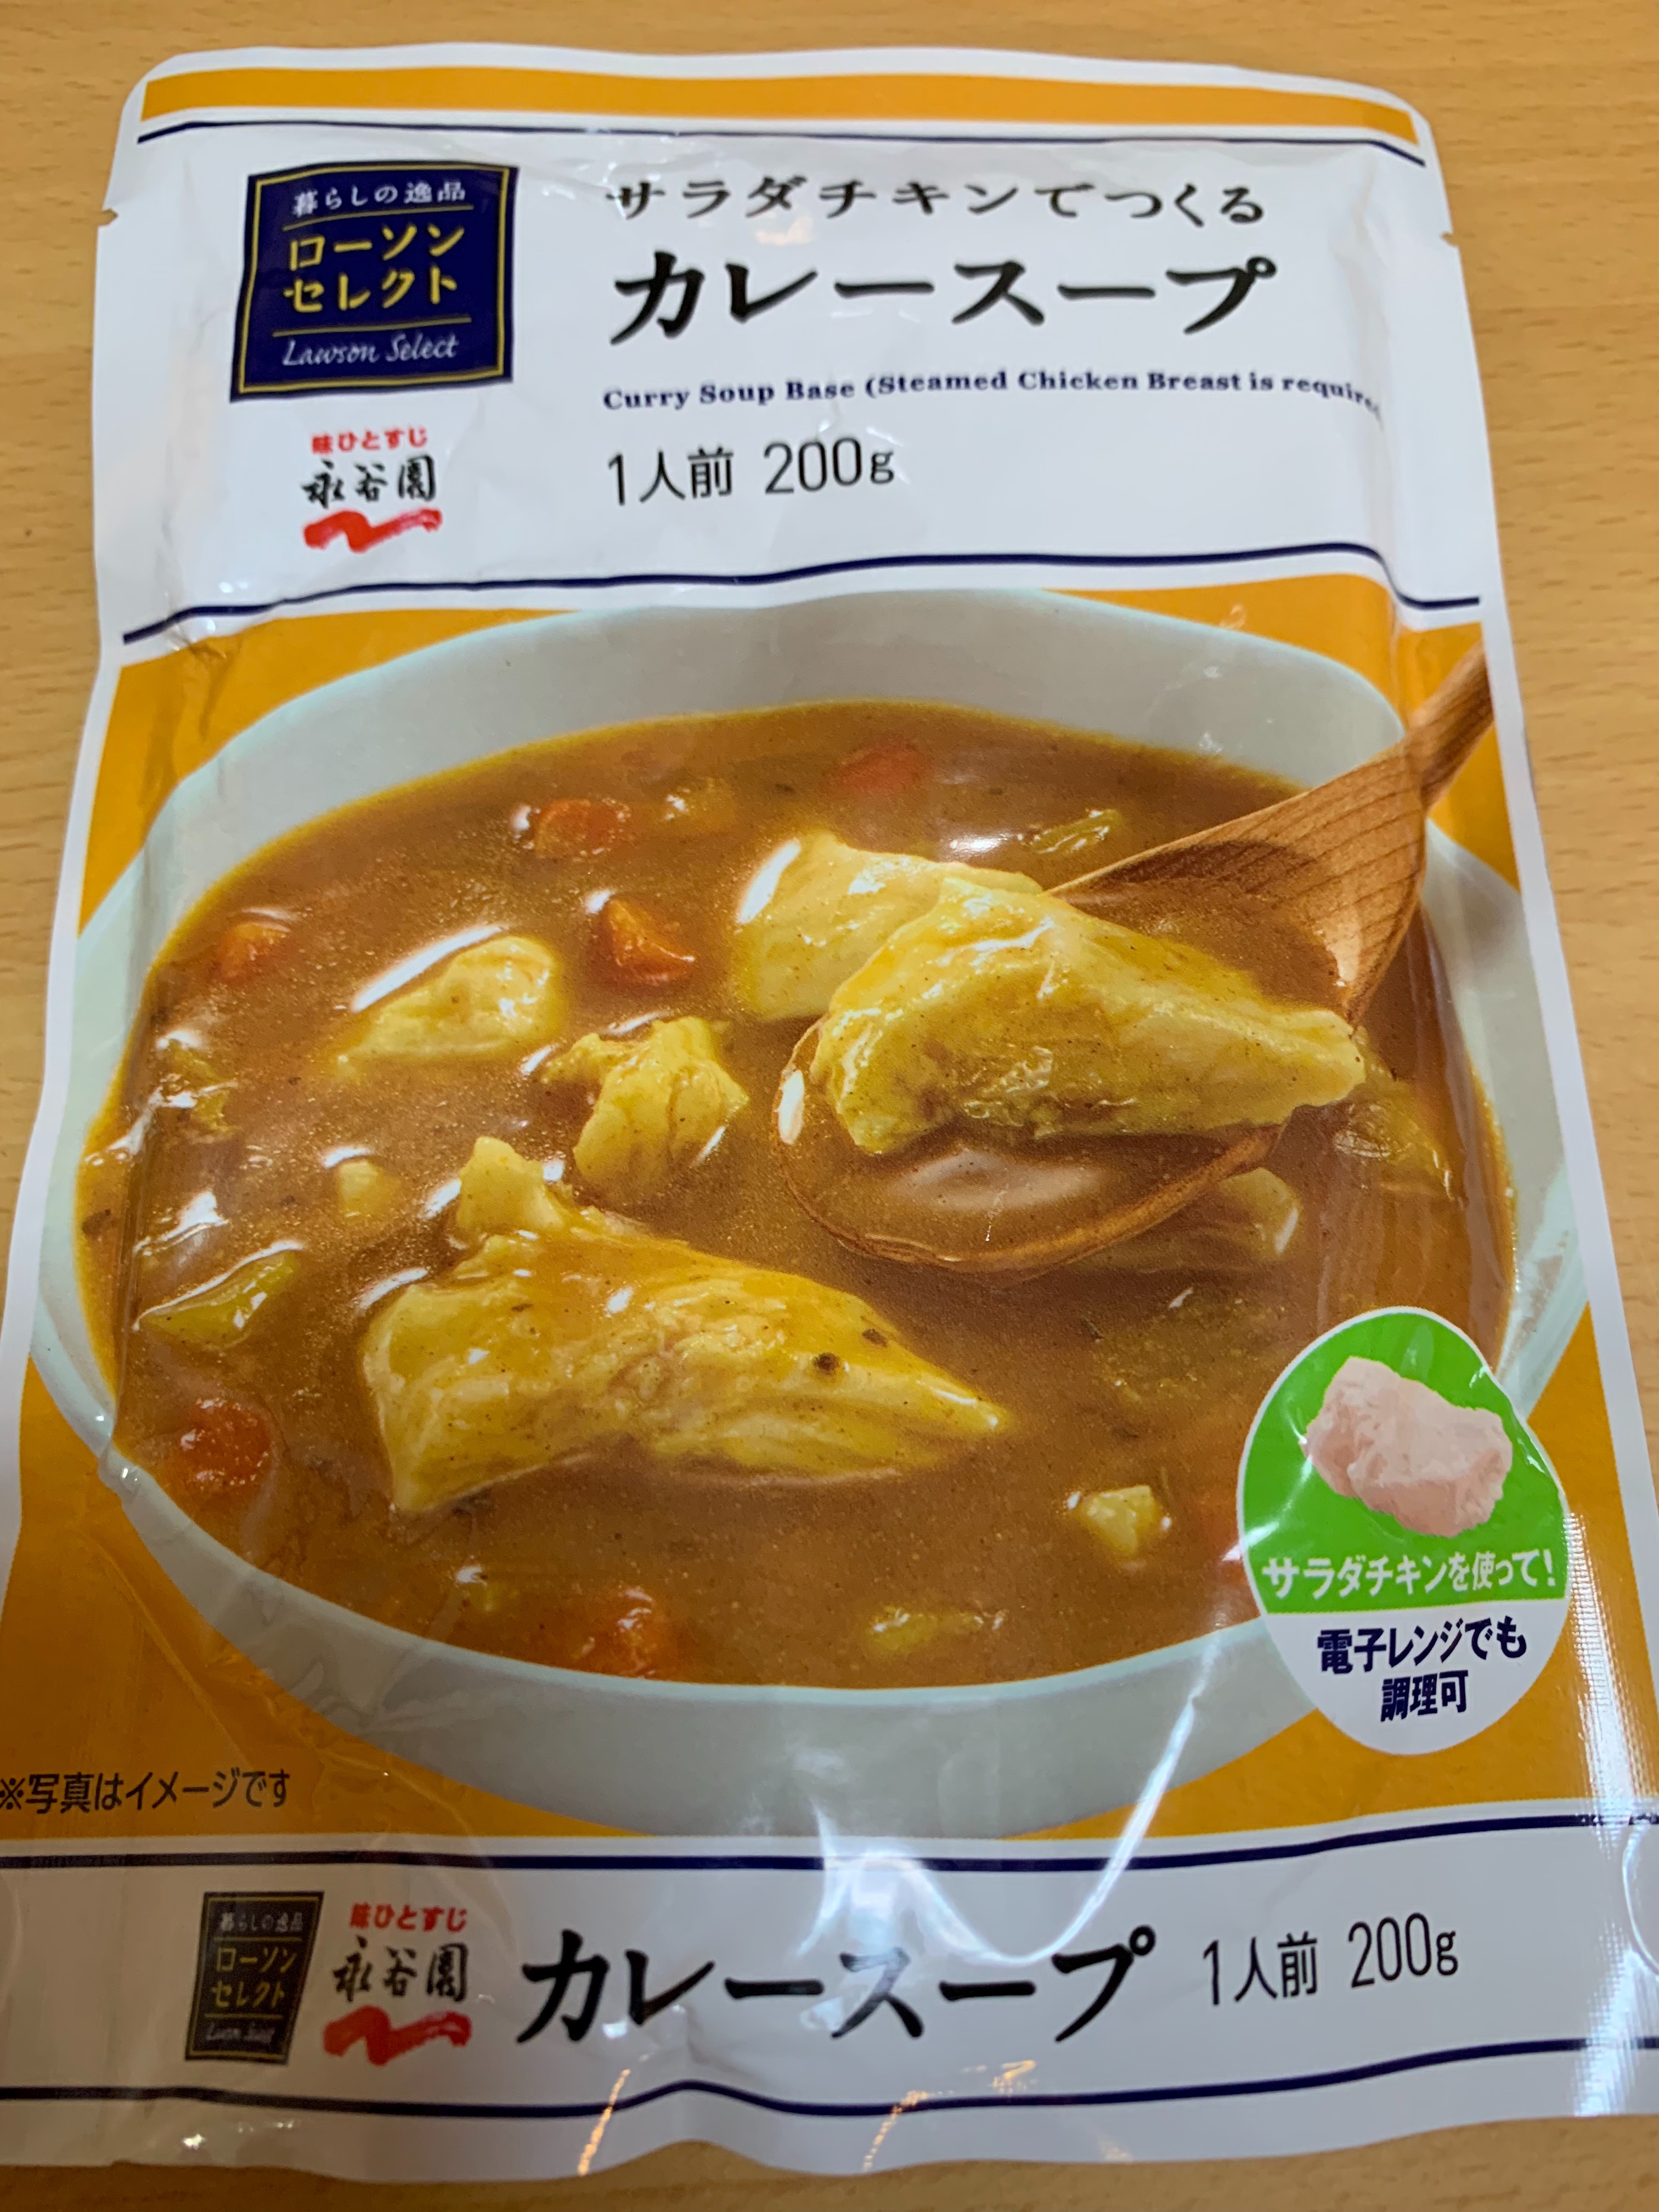 暮らしの逸品
ローソン
セレクト
Lawson Select
サラダチキンでつくる
カレースープ
Curry Soup Base (Steamed Chicken Breast is require
味ひとすじ
永谷園
1人前 200g
サラダチキンを使って!
電子レンジでも
調理可
※写真はイメージです
暮らしの逸品
ローソン
セレクト
Lawson Select
味ひとすじ
永谷園
カレースープ 1人前 200g